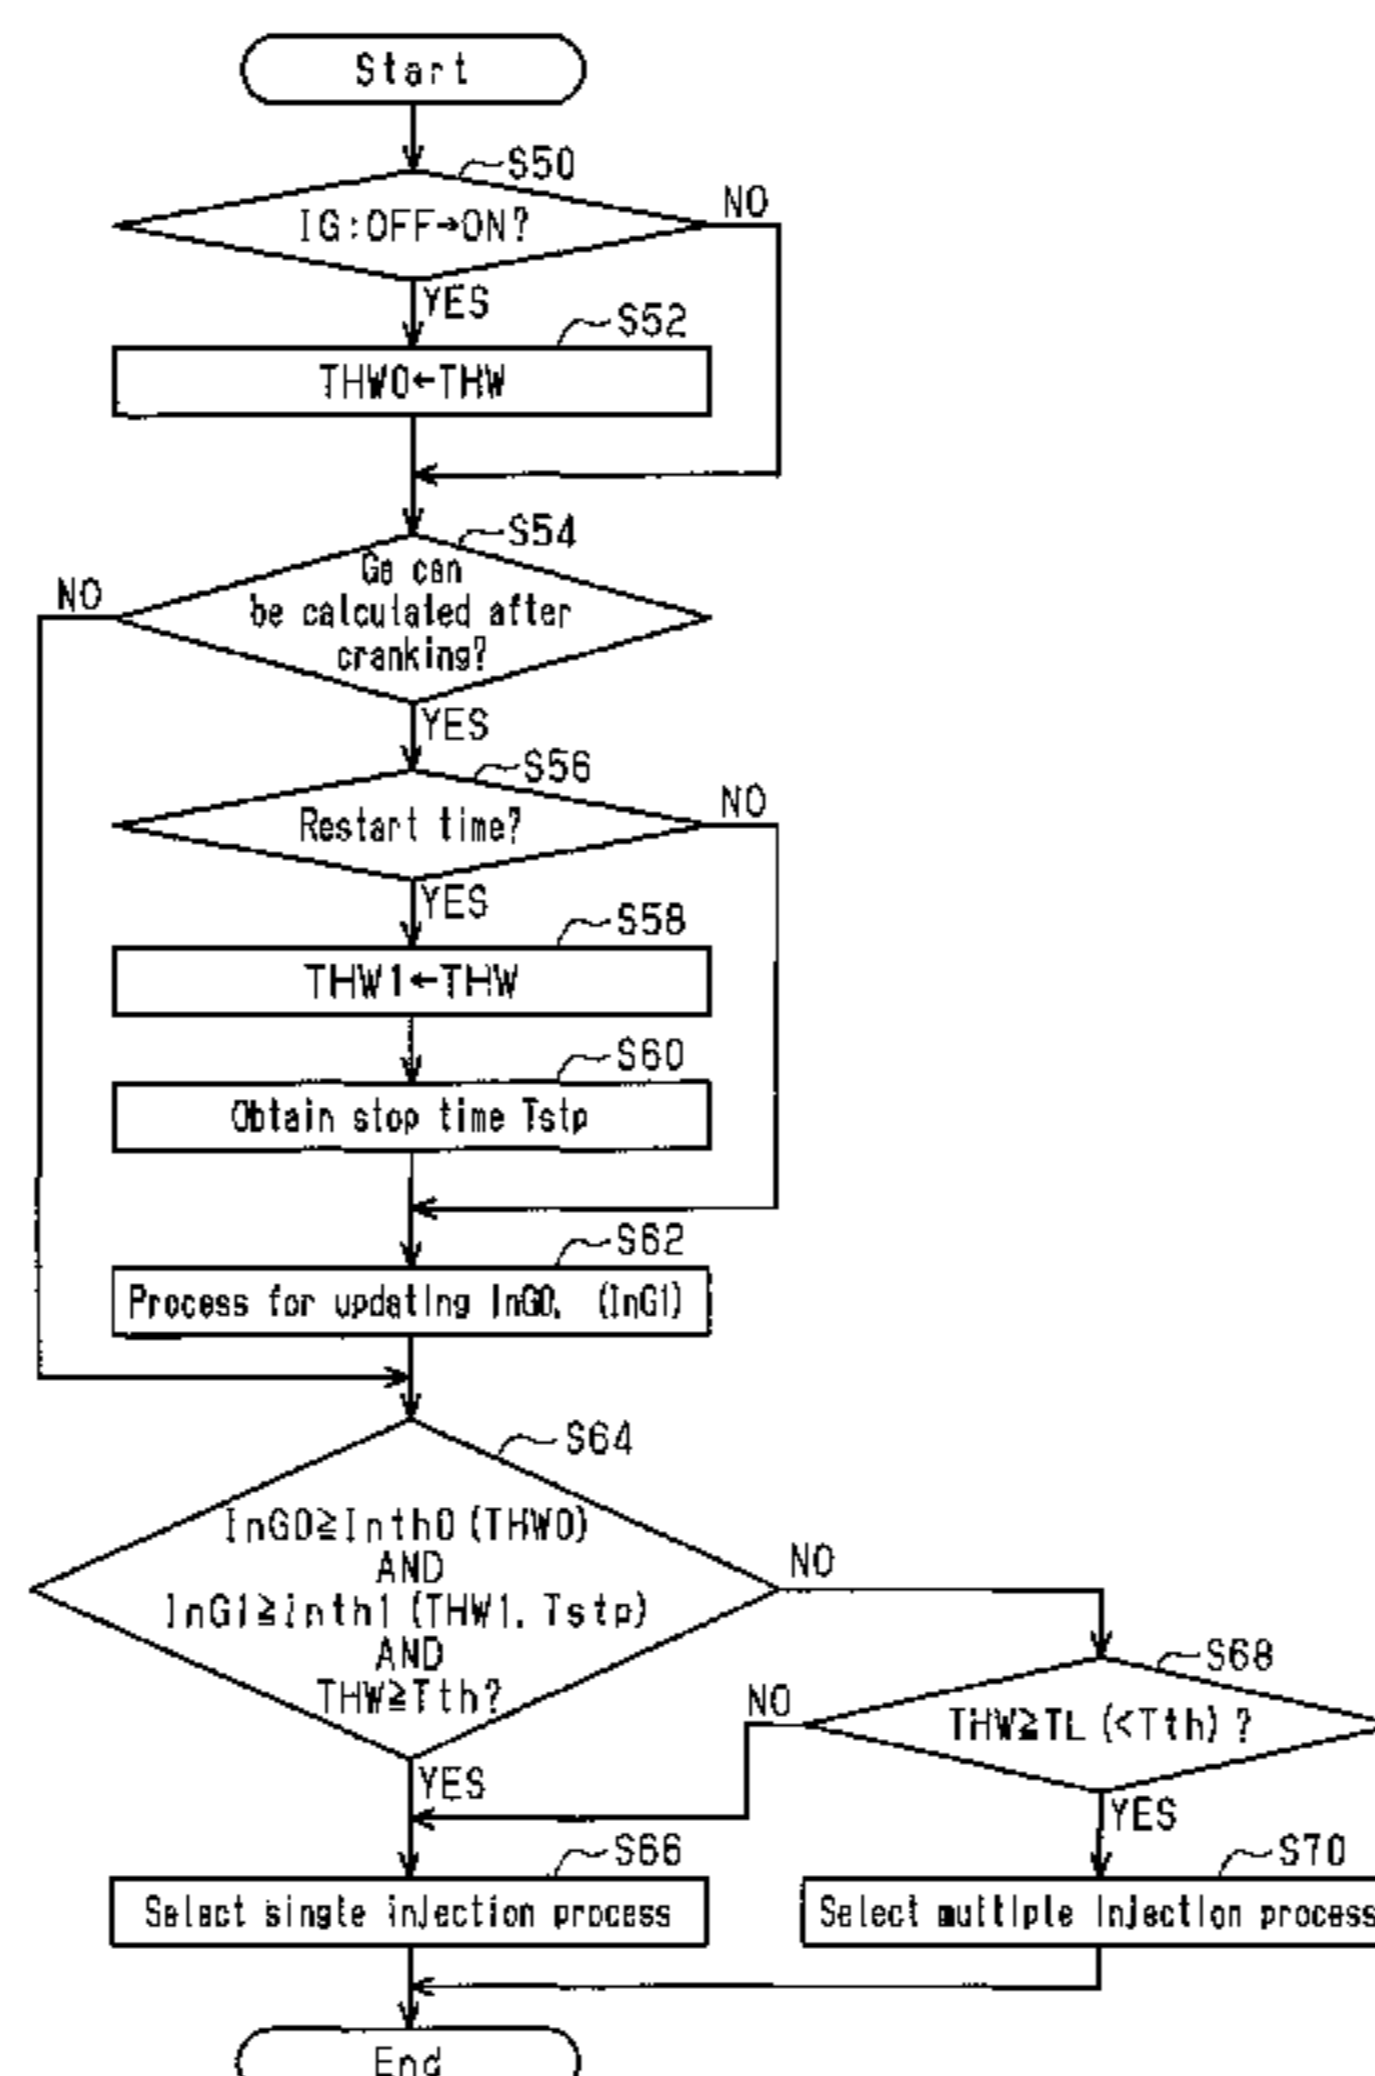 Start
S50
IG:OFF→ON?
NO
YES
S52
THW0←THW
S54
Ga can
be calculated after
cranking?
NO
YES
S56
Restart time?
NO
YES
S58
THW1←THW
S60
Obtain stop time Tstp
S62
Process for updating InG0, (InG1)
S64
InG0≧Inth0 (THW0)
AND
InG1≧Inth1 (THW1, Tstp)
AND
THW≧Tth?
NO
YES
S68
THW≧TL (<Tth) ?
NO
YES
S66
Select single injection process
S70
Select multiple injection process
End